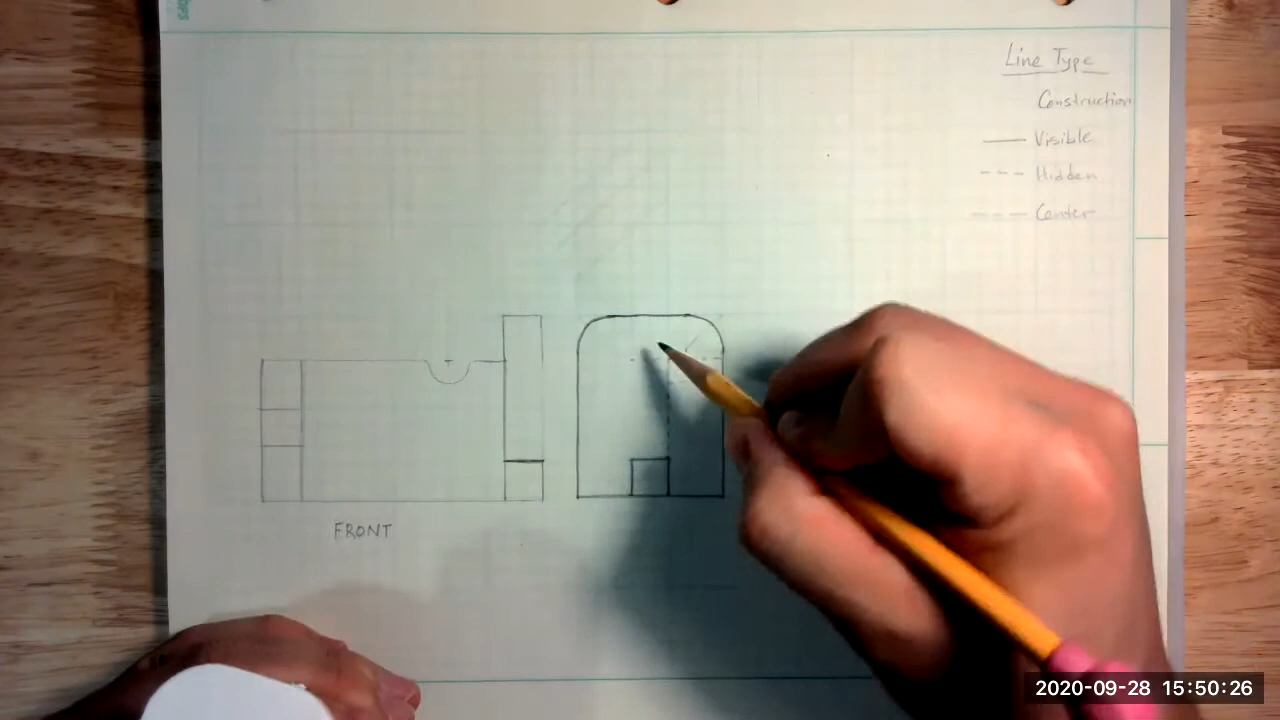 Line Type
Construction
Visible
Hidden
Center
FRONT
2020-09-28 15:50:26